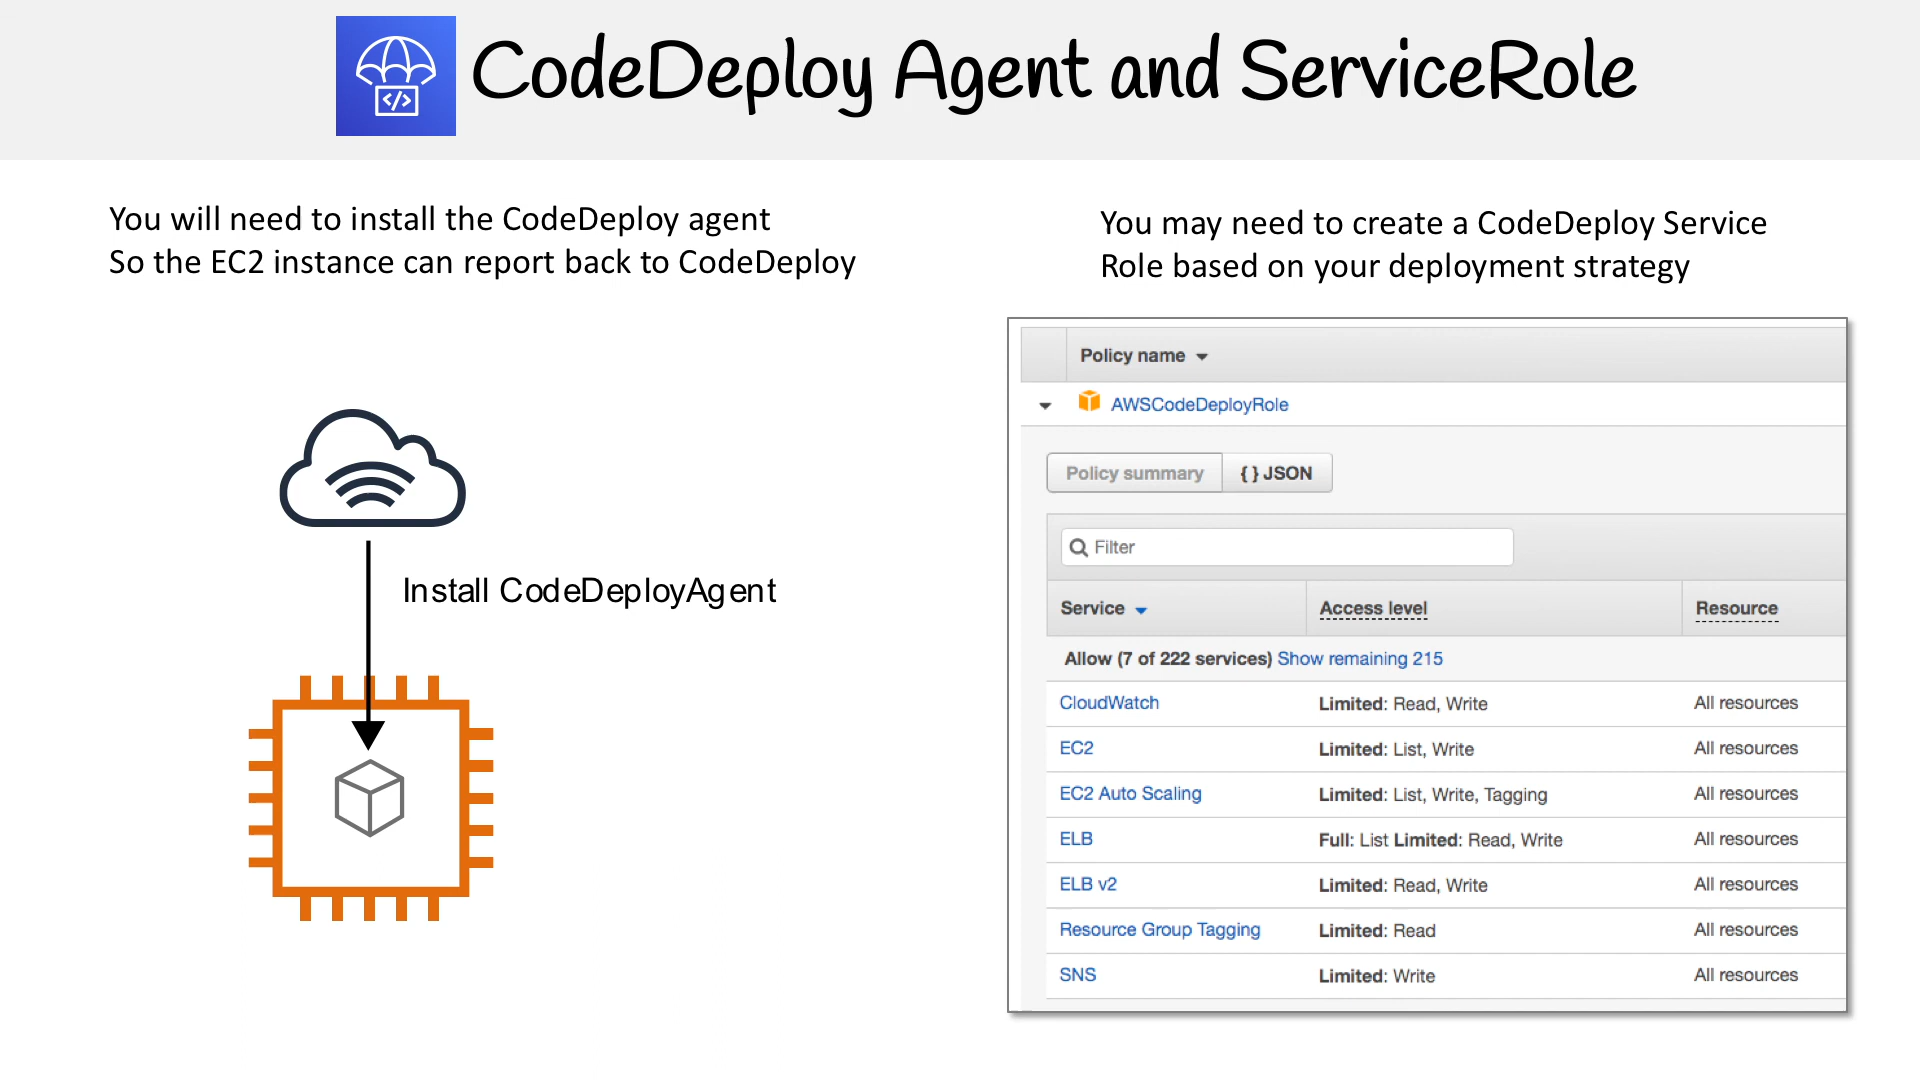 </> CodeDeploy Agent and ServiceRole
You will need to install the CodeDeploy agent
So the EC2 instance can report back to CodeDeploy
Install CodeDeployAgent
You may need to create a CodeDeploy Service
Role based on your deployment strategy
Policy name
AWSCodeDeployRole
Policy summary { } JSON
Filter
Service Access level Resource
Allow (7 of 222 services) Show remaining 215
CloudWatch Limited: Read, Write All resources
EC2 Limited: List, Write All resources
EC2 Auto Scaling Limited: List, Write, Tagging All resources
ELB Full: List Limited: Read, Write All resources
ELB v2 Limited: Read, Write All resources
Resource Group Tagging Limited: Read All resources
SNS Limited: Write All resources